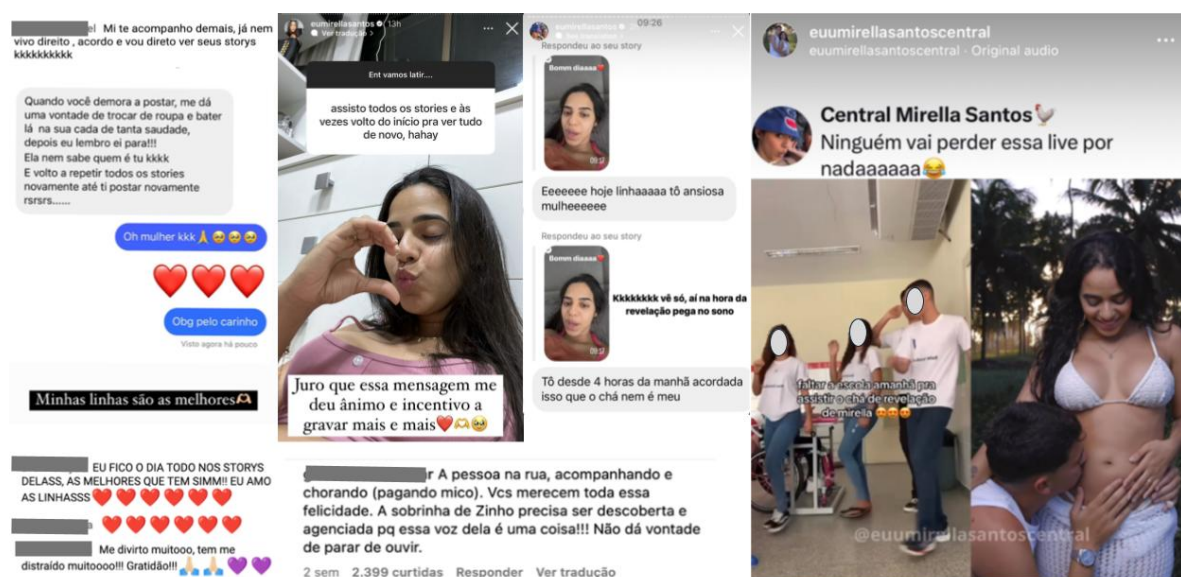 el Mi te acompanho demais, já nem
vivo direito , acordo e vou direto ver seus storys
kkkkkkkkkk
Quando você demora a postar, me dá
uma vontade de trocar de roupa e bater
lá na sua cada de tanta saudade,
depois eu lembro ei para!!!
Ela nem sabe quem é tu kkkk
E volto a repetir todos os stories
novamente até ti postar novamente
rsrsrs......
Oh mulher kkk🙏🥹🥹🥹
❤️❤️❤️
Obg pelo carinho
Visto agora há pouco
Minhas linhas são as melhores🫶
EU FICO O DIA TODO NOS STORYS
DELASS, AS MELHORES QUE TEM SIMM!! EU AMO
AS LINHASSS❤️❤️❤️❤️❤️❤️
❤️❤️❤️❤️❤️❤️
Me divirto muitooo, tem me
distraído muitoooo!!! Gratidão!!!🙏🏻🙏🏻💜💜
eumirellasantos 13h
Ver tradução
Ent vamos latir....
assisto todos os stories e às
vezes volto do início pra ver tudo
de novo, hahay
Juro que essa mensagem me
deu ânimo e incentivo a
gravar mais e mais❤️🫶🥹
09:26
eumirellasantos
Respondeu ao seu story
Bomm diaaaa❤️
09:12
Eeeeeee hoje linhaaaaa tô ansiosa
mulheeeeee
Respondeu ao seu story
Bomm diaaaa❤️
Kkkkkkkk vê só, aí na hora da
revelação pega no sono
09:12
Tô desde 4 horas da manhã acordada
isso que o chá nem é meu
r A pessoa na rua, acompanhando e
chorando (pagando mico). Vcs merecem toda essa
felicidade. A sobrinha de Zinho precisa ser descoberta e
agenciada pq essa voz dela é uma coisa!!! Não dá vontade
de parar de ouvir.
2 sem 2.399 curtidas Responder Ver tradução
euumirellasantoscentral
euumirellasantoscentral · Original audio
Central Mirella Santos🐓
Ninguém vai perder essa live por
nadaaaaaa😂
faltar a escola amanhã pra
assistir o chá de revelação
de mirella
@euumirellasantoscentral